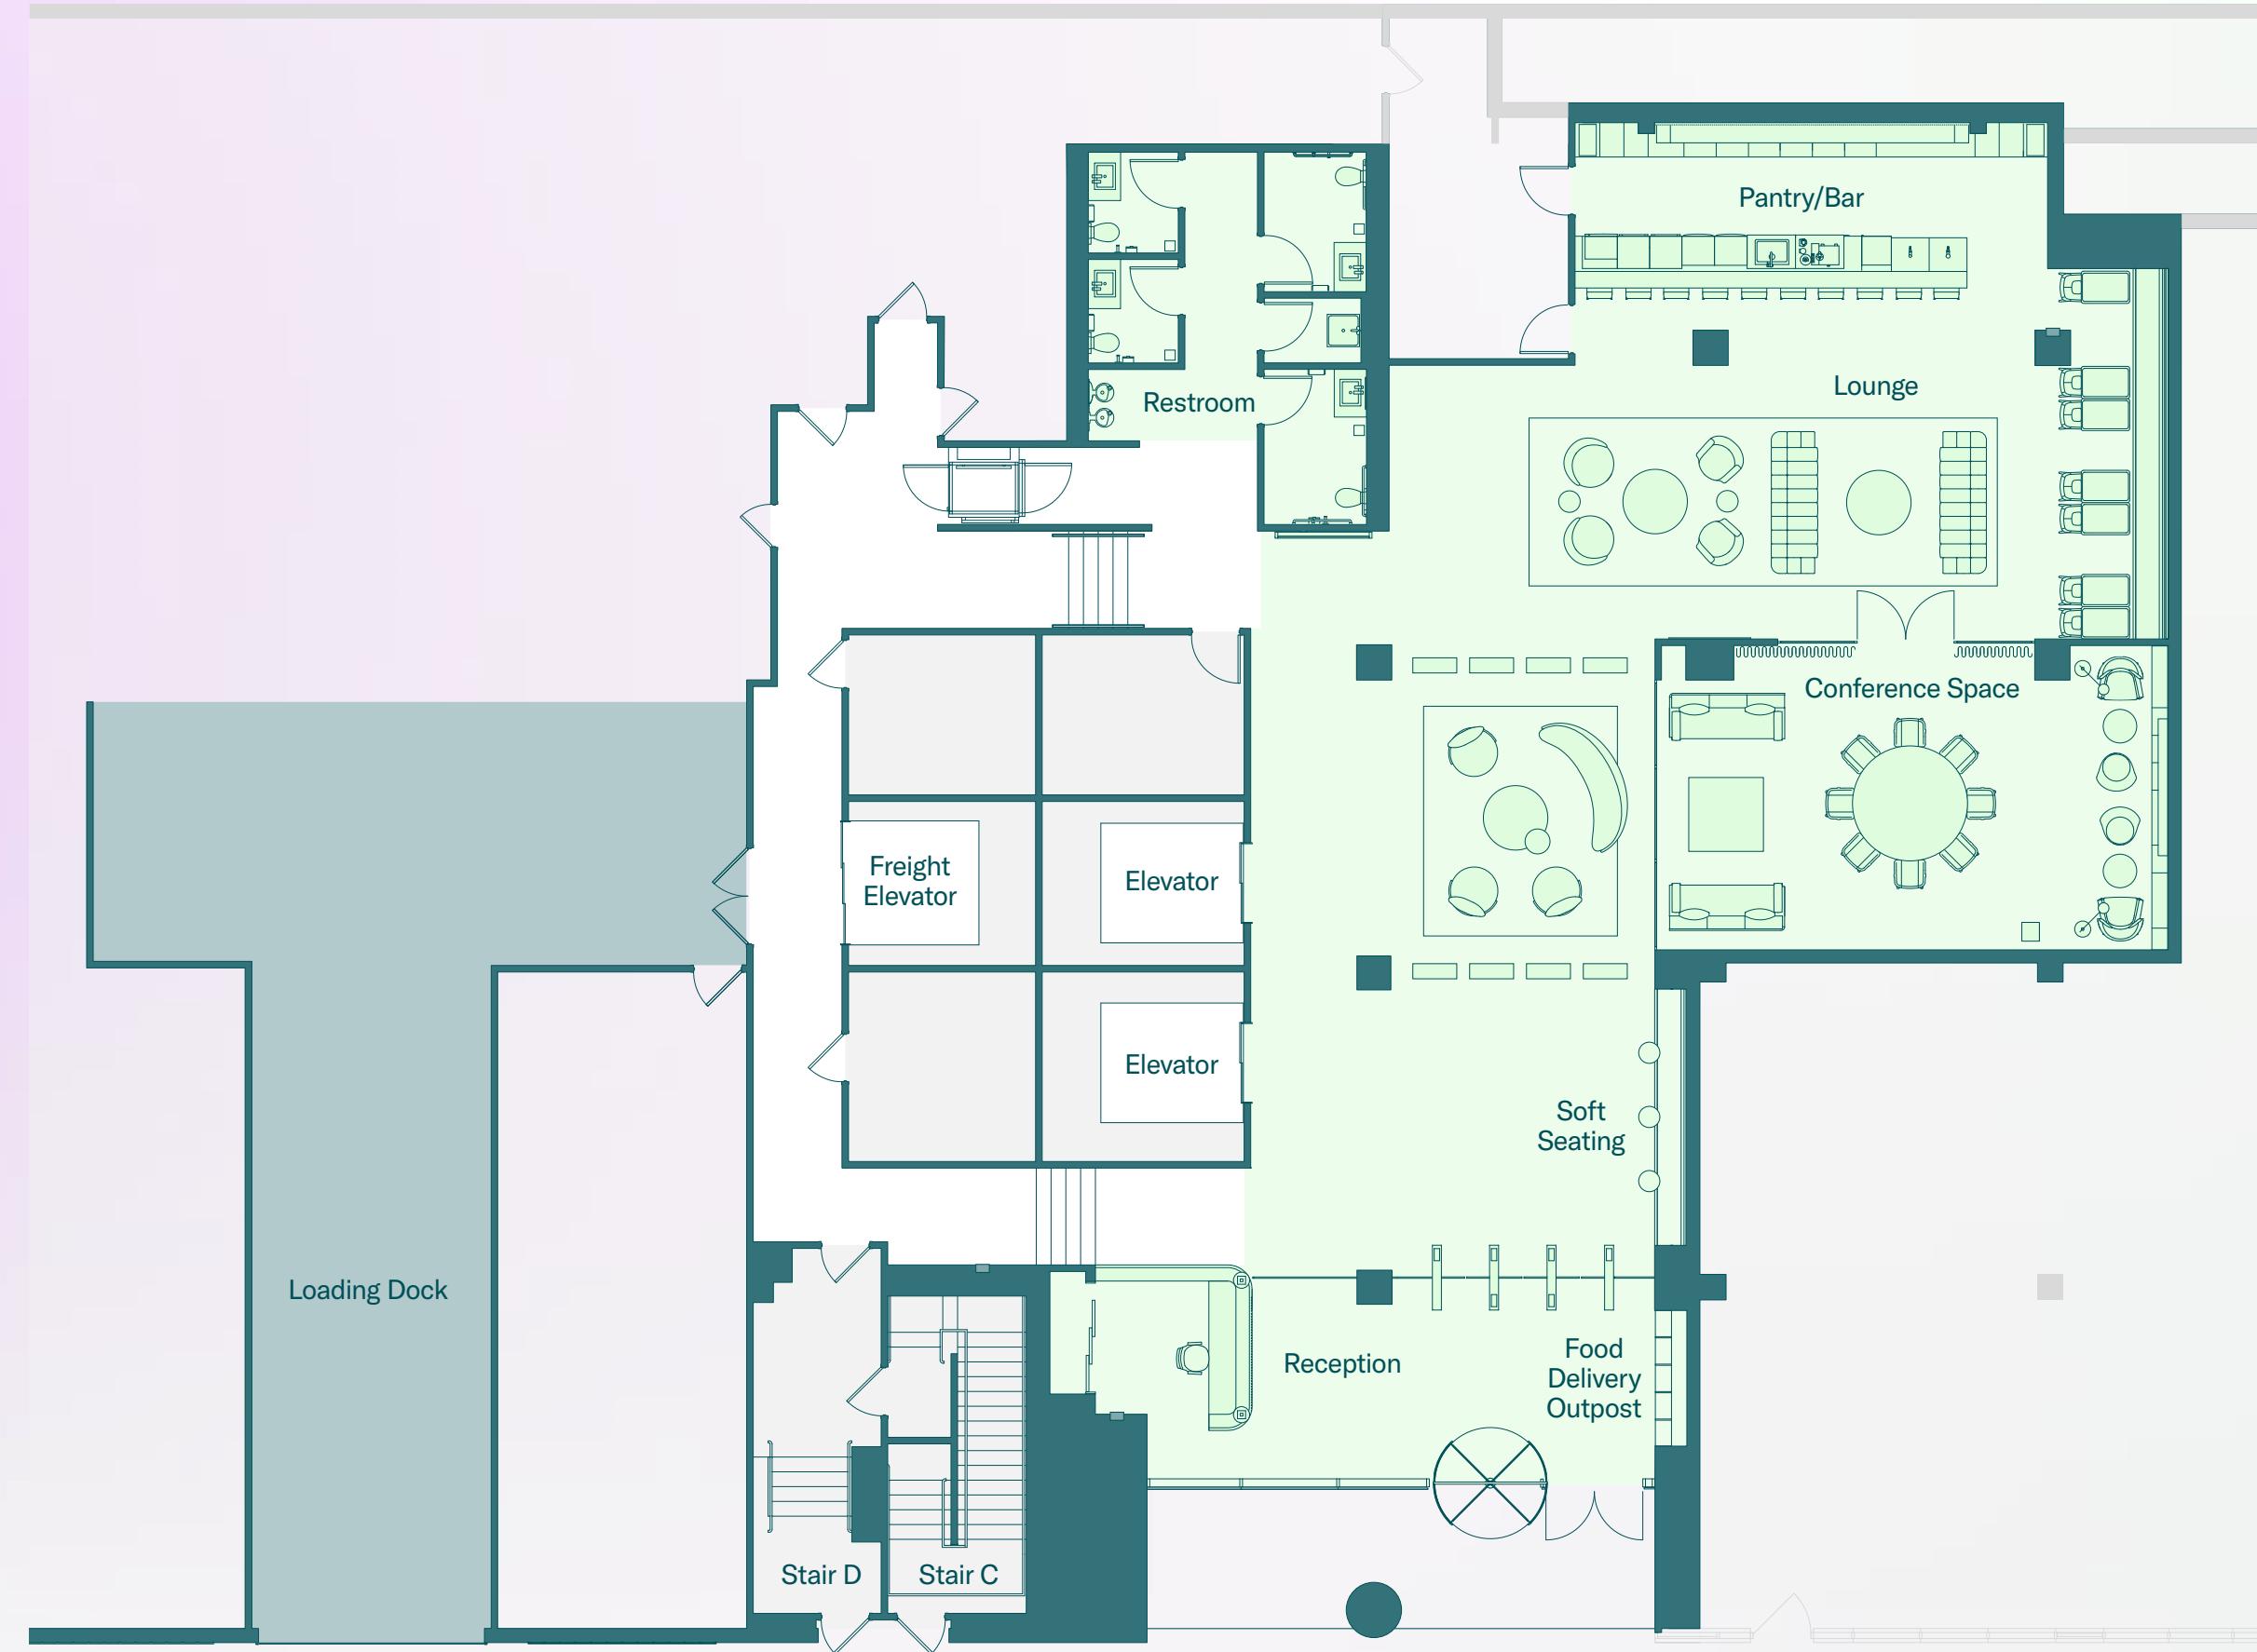 Pantry/Bar
Lounge
Restroom
Conference Space
Freight
Elevator
Elevator
Elevator
Soft
Seating
Loading Dock
Reception
Food
Delivery
Outpost
Stair D
Stair C